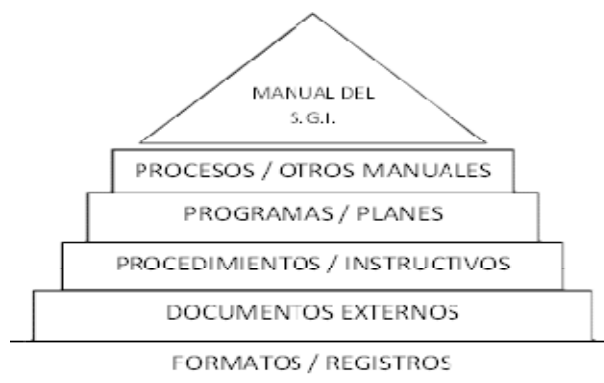 MANUAL DEL
S.G.I.
PROCESOS / OTROS MANUALES
PROGRAMAS / PLANES
PROCEDIMIENTOS / INSTRUCTIVOS
DOCUMENTOS EXTERNOS
FORMATOS / REGISTROS